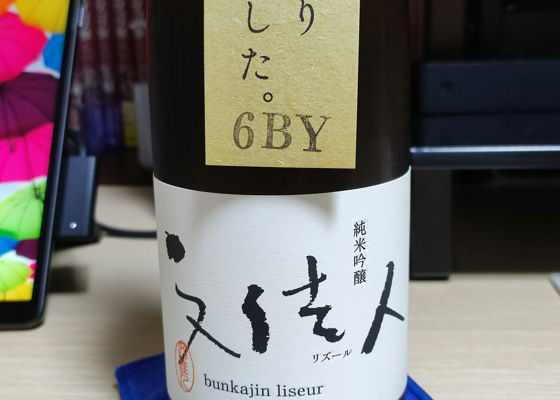 り
した。
6BY
純米吟醸
文佳人
リズール
bunkajin liseur